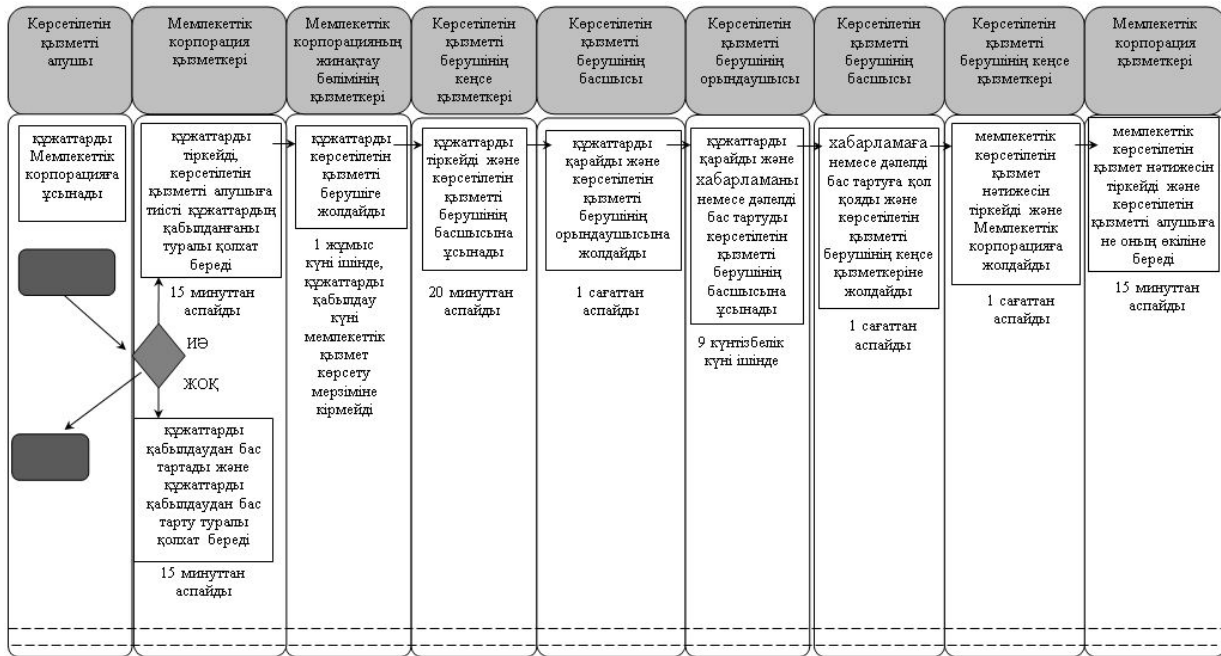 Көрсетілетін
қызметті
алушы
Мемлекеттік
корпорация
қызметкері
Мемлекеттік
корпорацияның
жинақтау
бөлімінің
қызметкері
Көрсетілетін
қызметті
берушінің
кеңсе
қызметкері
Көрсетілетін
қызметті
берушінің
басшысы
Көрсетілетін
қызметті
берушінің
орындаушысы
Көрсетілетін
қызметті
берушінің
басшысы
Көрсетілетін
қызметті
берушінің кеңсе
қызметкері
Мемлекеттік
корпорация
қызметкері
құжаттарды
Мемлекеттік
корпорацияға
ұсынады
құжаттарды
тіркейді,
көрсетілетін
қызметті алушыға
тиісті құжаттардың
қабылданғаны
туралы қолхат
береді
15 минуттан
аспайды
ИӘ
ЖОҚ
құжаттарды
қабылдаудан бас
тартады және
құжаттарды
қабылдаудан бас
тарту туралы
қолхат береді
15 минуттан
аспайды
құжаттарды
көрсетілетін
қызметті
берушіге
жолдайды
1 жұмыс
күні ішінде,
құжаттарды
қабылдау
күні
мемлекеттік
қызмет
көрсету
мерзіміне
кірмейді
құжаттарды
тіркейді және
көрсетілетін
қызметті
берушінің
басшысына
ұсынады
20 минуттан
аспайды
құжаттарды
қарайды және
көрсетілетін
қызметті
берушінің
орындаушысына
жолдайды
1 сағаттан
аспайды
құжаттарды
қарайды және
хабарламаны
немесе дәлелді
бас тартуды
көрсетілетін
қызметті
берушінің
басшысына
ұсынады
9 күнтізбелік
күні ішінде
хабарламаға
немесе дәлелді
бас тартуға қол
қояды және
көрсетілетін
қызметті
берушінің кеңсе
қызметкеріне
жолдайды
1 сағаттан
аспайды
мемлекеттік
көрсетілетін
қызмет
нәтижесін
тіркейді және
Мемлекеттік
корпорацияға
жолдайды
1 сағаттан
аспайды
мемлекеттік
көрсетілетін
қызмет нәтижесін
тіркейді және
көрсетілетін
қызметті алушыға
не оның өкіліне
береді
15 минуттан
аспайды